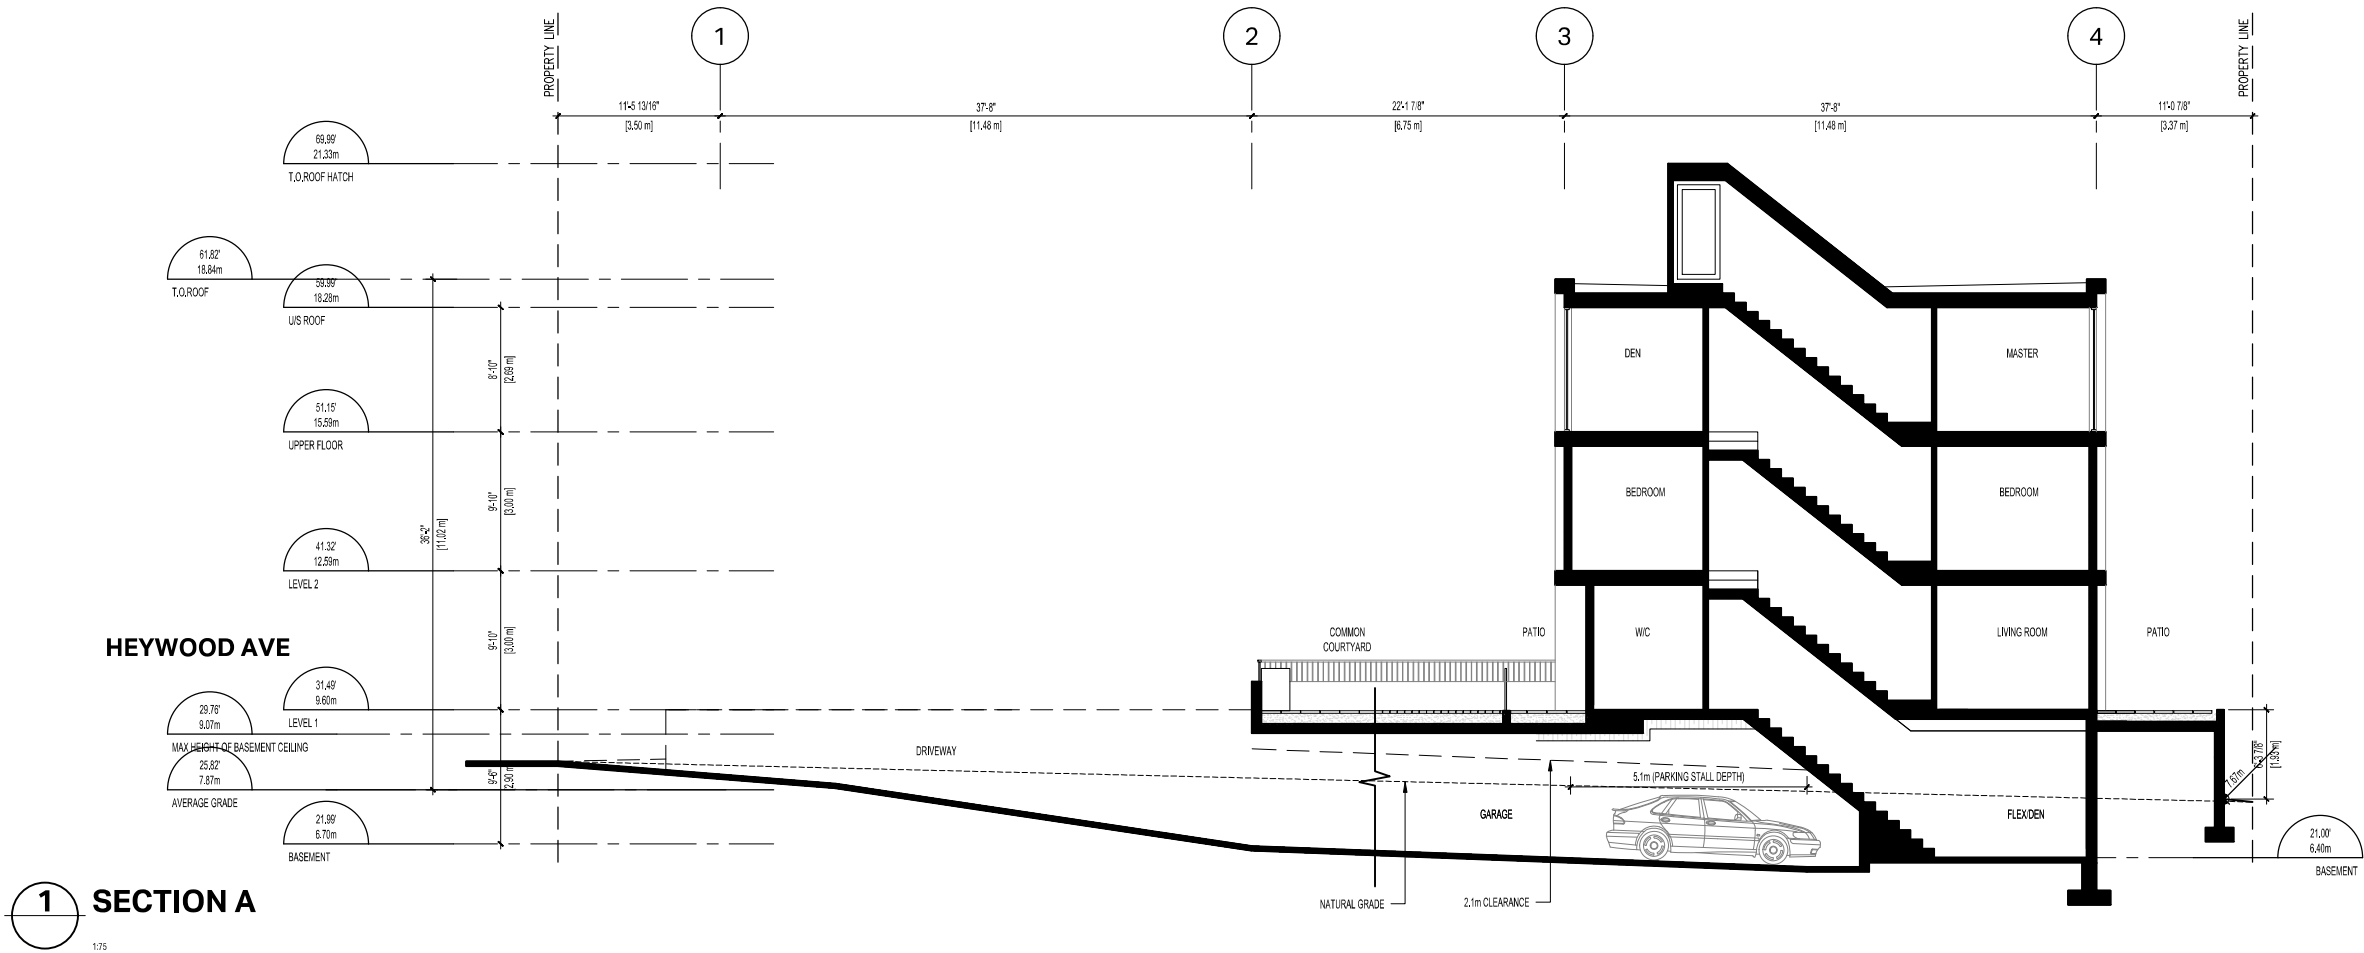 PROPERTY LINE
1
2
3
4
PROPERTY LINE
11'-5 13/16"
[3.50 m]
37'-8"
[11.48 m]
22'-1 7/8"
[6.75 m]
37'-8"
[11.48 m]
11'-0 7/8"
[3.37 m]
69.99'
21.33m
T.O.ROOF HATCH
61.82'
18.84m
T.O.ROOF
59.99'
18.28m
U/S ROOF
8'-10"
[2.69 m]
DEN
MASTER
51.15'
15.59m
UPPER FLOOR
9'-10"
[3.00 m]
36'-2"
[11.02 m]
BEDROOM
BEDROOM
41.32'
12.59m
LEVEL 2
9'-10"
[3.00 m]
COMMON
COURTYARD
PATIO
W/C
LIVING ROOM
PATIO
HEYWOOD AVE
31.49'
9.60m
LEVEL 1
29.76'
9.07m
MAX HEIGHT OF BASEMENT CEILING
DRIVEWAY
25.82'
7.87m
AVERAGE GRADE
9'-6"
2.90 m
5.1m (PARKING STALL DEPTH)
[1.93 m]
7.67m
GARAGE
FLEX/DEN
21.99'
6.70m
BASEMENT
21.00'
6.40m
BASEMENT
NATURAL GRADE
2.1m CLEARANCE
1
SECTION A
1:75